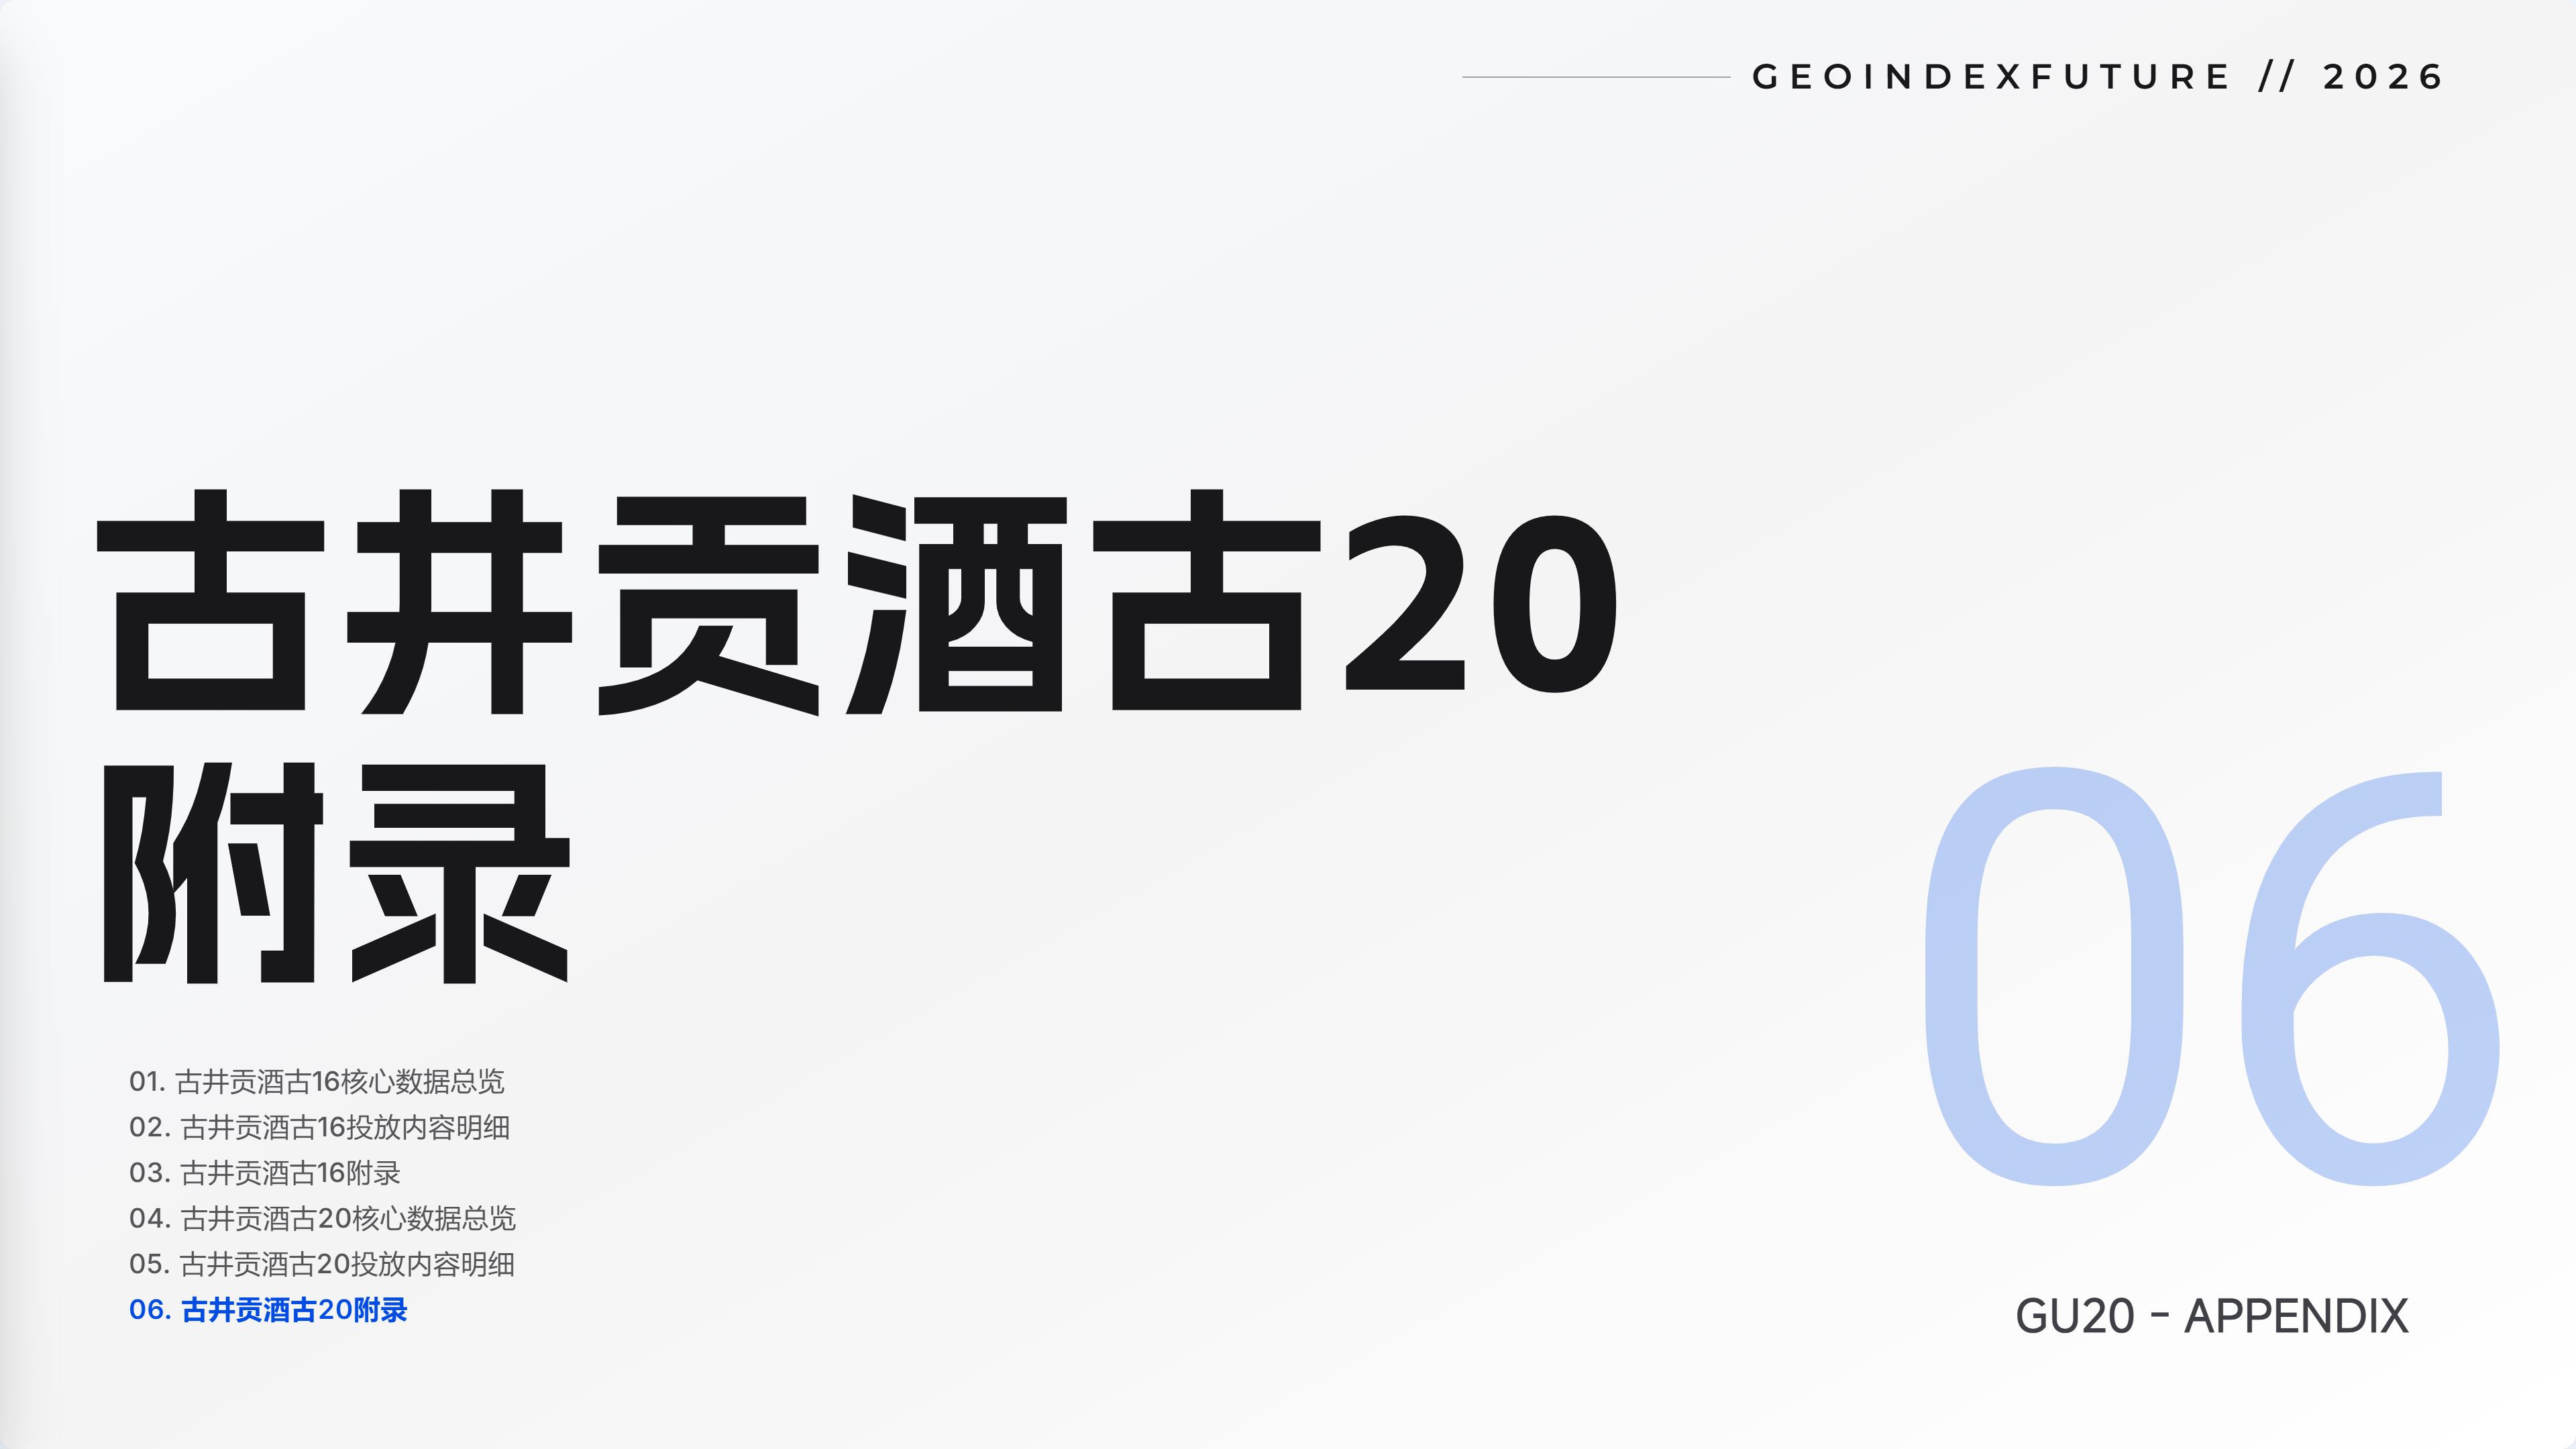 GEOINDEXFUTURE // 2026
古井贡酒古20
附录
06
01. 古井贡酒古16核心数据总览
02. 古井贡酒古16投放内容明细
03. 古井贡酒古16附录
04. 古井贡酒古20核心数据总览
05. 古井贡酒古20投放内容明细
06. 古井贡酒古20附录
GU20 - APPENDIX